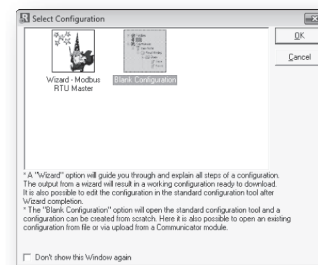 Select Configuration
OK
Cancel
Wizard - Modbus
RTU Master
Blank Configuration
* A "Wizard" option will guide you through and explain all steps of a configuration.
The output from a wizard will result in a working configuration ready to download.
It is also possible to edit the configuration in the standard configuration tool after
Wizard completion.
* The "Blank Configuration" option will open the standard configuration tool and a
configuration can be created from scratch. Here it is also possible to open an existing
configuration from file or via upload from a Communicator module.
Don't show this Window again